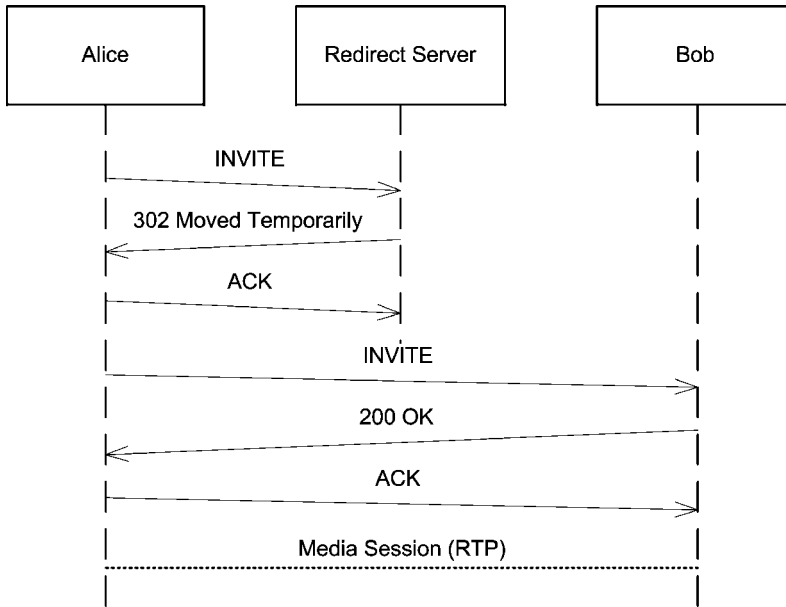 Alice
Redirect Server
Bob
INVITE
302 Moved Temporarily
ACK
INVITE
200 OK
ACK
Media Session (RTP)